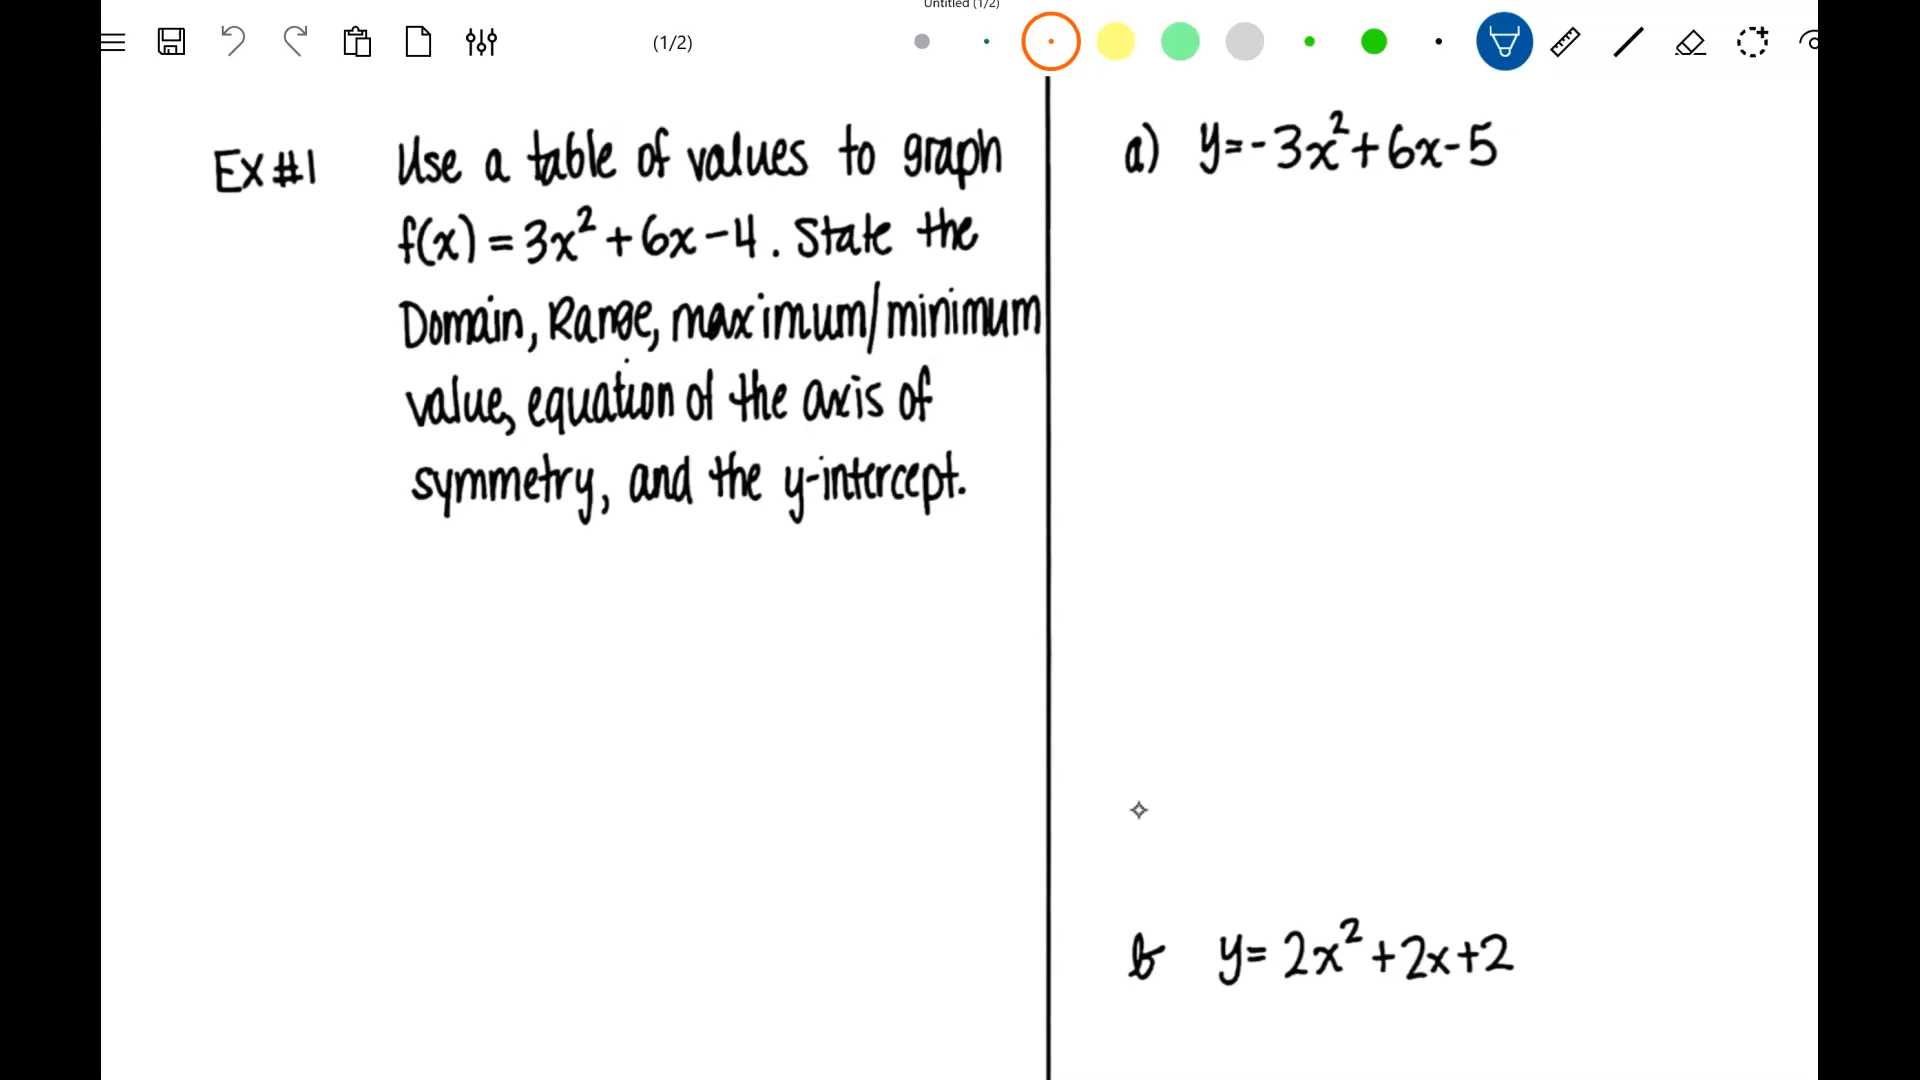 Untitled (1/2)
(1/2)
Ex#1 Use a table of values to graph
f(x) = 3x² + 6x - 4. State the
Domain, Range, maximum/minimum
value, equation of the axis of
symmetry, and the y-intercept.
a) y = -3x² + 6x - 5
b y = 2x² + 2x + 2